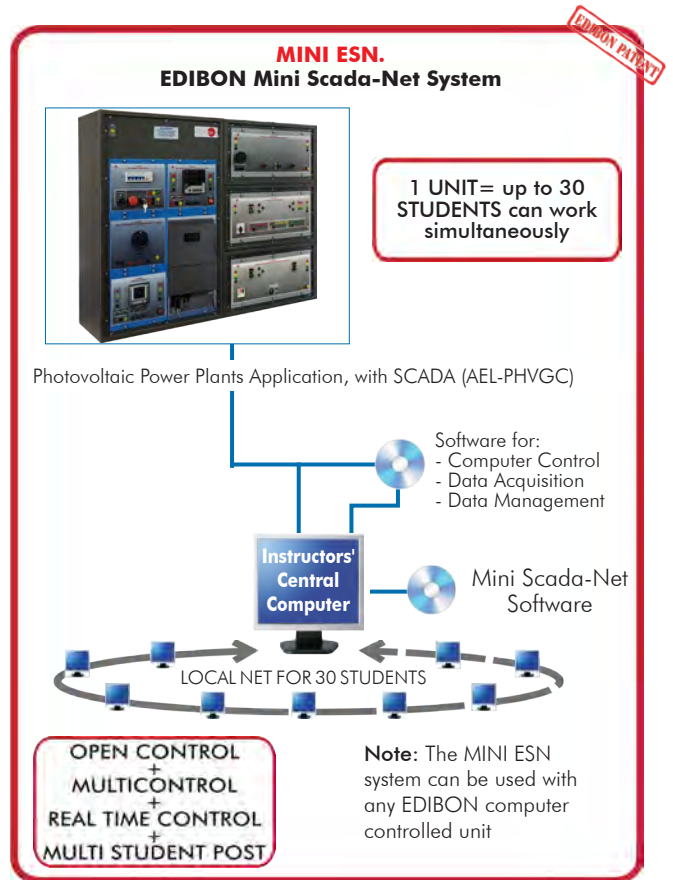 EDIBON PATENT
MINI ESN.
EDIBON Mini Scada-Net System
1 UNIT= up to 30
STUDENTS can work
simultaneously
Photovoltaic Power Plants Application, with SCADA (AEL-PHVGC)
Software for:
- Computer Control
- Data Acquisition
- Data Management
Instructors'
Central
Computer
Mini Scada-Net
Software
LOCAL NET FOR 30 STUDENTS
OPEN CONTROL
+
MULTICONTROL
+
REAL TIME CONTROL
+
MULTI STUDENT POST
Note: The MINI ESN
system can be used with
any EDIBON computer
controlled unit